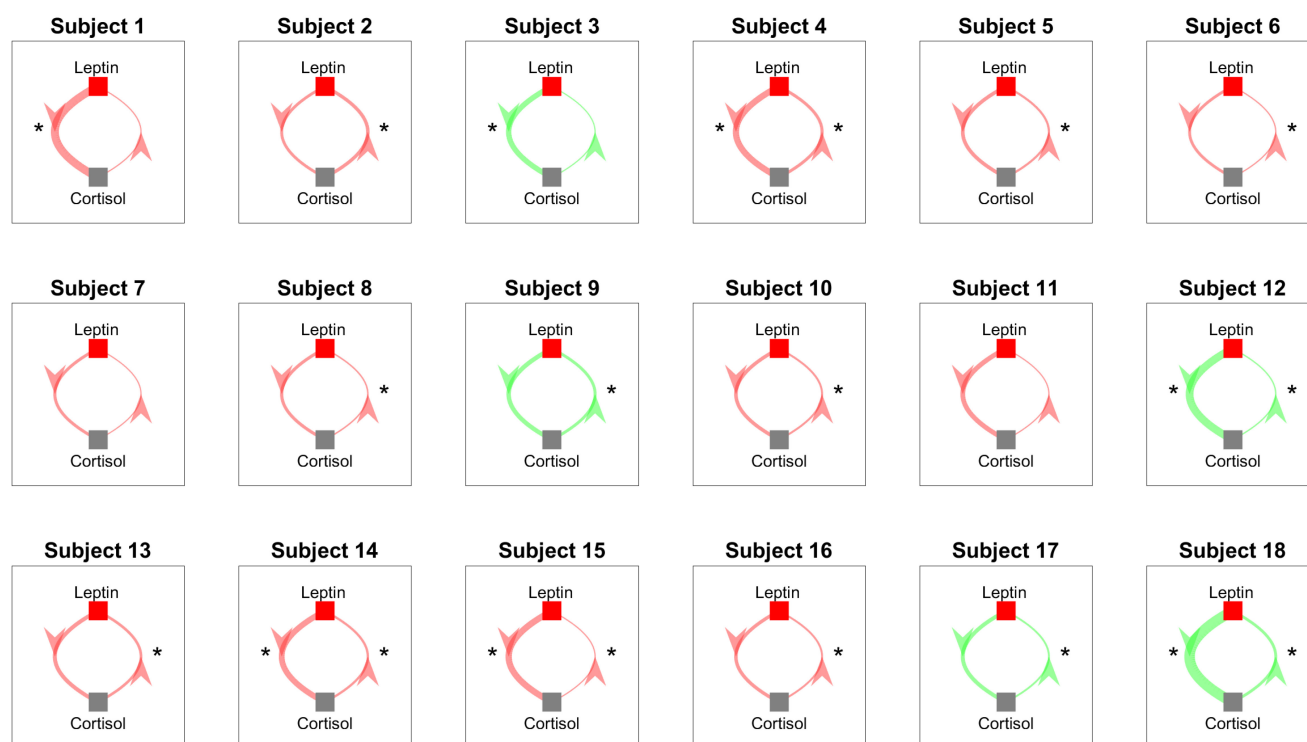 Subject 1
Subject 2
Subject 3
Subject 4
Subject 5
Subject 6
Leptin
Leptin
Leptin
Leptin
Leptin
Leptin
*
*
*
*
*
*
*
Cortisol
Cortisol
Cortisol
Cortisol
Cortisol
Cortisol
Subject 7
Subject 8
Subject 9
Subject 10
Subject 11
Subject 12
Leptin
Leptin
Leptin
Leptin
Leptin
Leptin
*
*
*
*
*
Cortisol
Cortisol
Cortisol
Cortisol
Cortisol
Cortisol
Subject 13
Subject 14
Subject 15
Subject 16
Subject 17
Subject 18
Leptin
Leptin
Leptin
Leptin
Leptin
Leptin
*
*
*
*
*
*
*
*
*
Cortisol
Cortisol
Cortisol
Cortisol
Cortisol
Cortisol